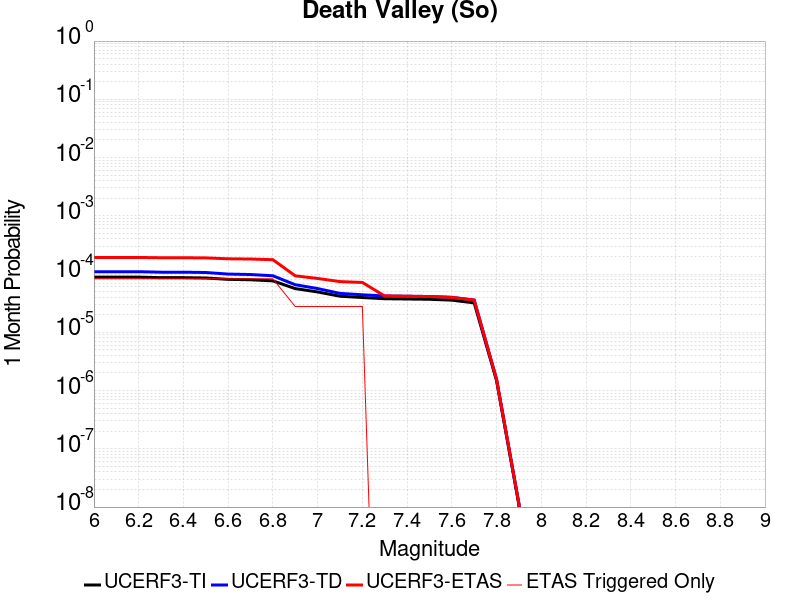 Death Valley (So)
1 Month Probability
10^0
10^-1
10^-2
10^-3
10^-4
10^-5
10^-6
10^-7
10^-8
6 6.2 6.4 6.6 6.8 7 7.2 7.4 7.6 7.8 8 8.2 8.4 8.6 8.8 9
Magnitude
UCERF3-TI UCERF3-TD UCERF3-ETAS ETAS Triggered Only